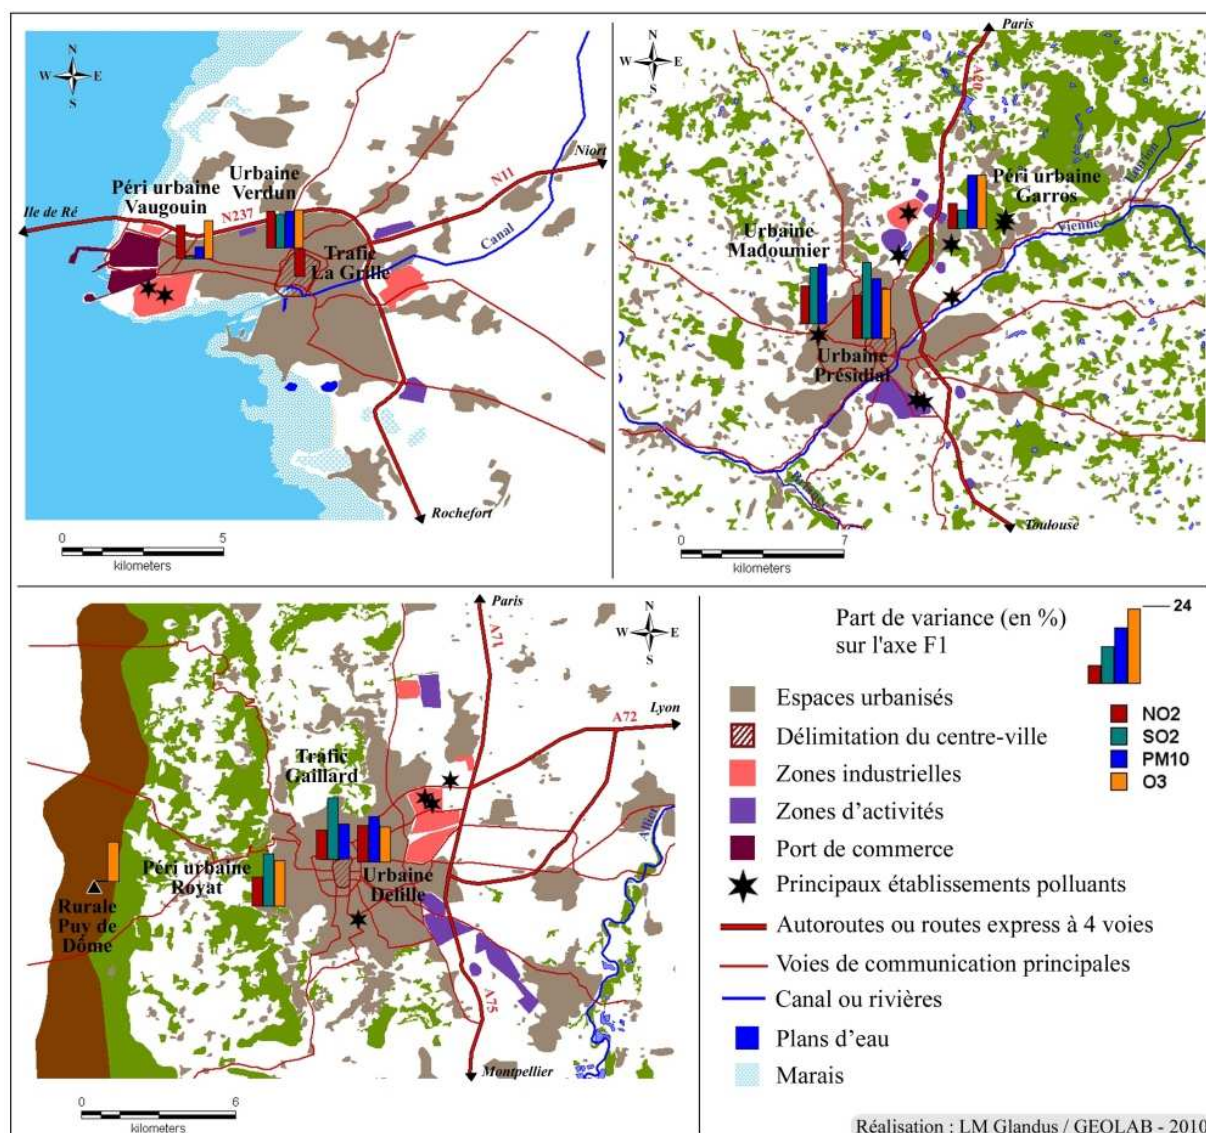 N
W E
S
Ile de Ré
Péri urbaine
Vaugouin
Urbaine
Verdun
N237
N11
Niort
Canal
Trafic
La Grille
Rochefort
0 5
kilometers
Paris
N
W E
S
A20
Péri urbaine
Garros
Taurion
Vienne
Urbaine
Madoumier
Urbaine
Présidial
Toulouse
0 7
kilometers
Paris
N
W E
S
A71
A72
Lyon
Trafic
Gaillard
Allier
Péri urbaine
Royat
Urbaine
Delille
Rurale
Puy de
Dôme
A75
Montpellier
0 6
kilometers
Part de variance (en %)
sur l'axe F1
24
NO2
SO2
PM10
O3
Espaces urbanisés
Délimitation du centre-ville
Zones industrielles
Zones d'activités
Port de commerce
Principaux établissements polluants
Autoroutes ou routes express à 4 voies
Voies de communication principales
Canal ou rivières
Plans d'eau
Marais
Réalisation : LM Glandus / GEOLAB - 2010